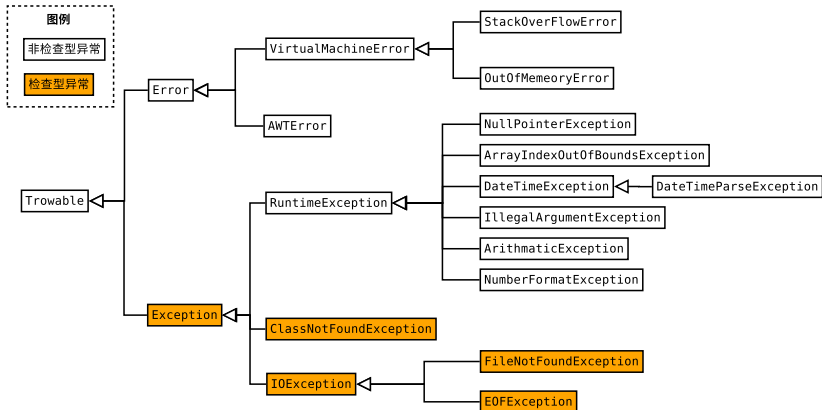 图例
非检查型异常
检查型异常
StackOverFlowError
VirtualMachineError
OutOfMemeoryError
Error
AWTError
NullPointerException
ArrayIndexOutOfBoundsException
DateTimeException
DateTimeParseException
Trowable
RuntimeException
IllegalArgumentException
ArithmaticException
NumberFormatException
Exception
ClassNotFoundException
FileNotFoundException
IOException
EOFException